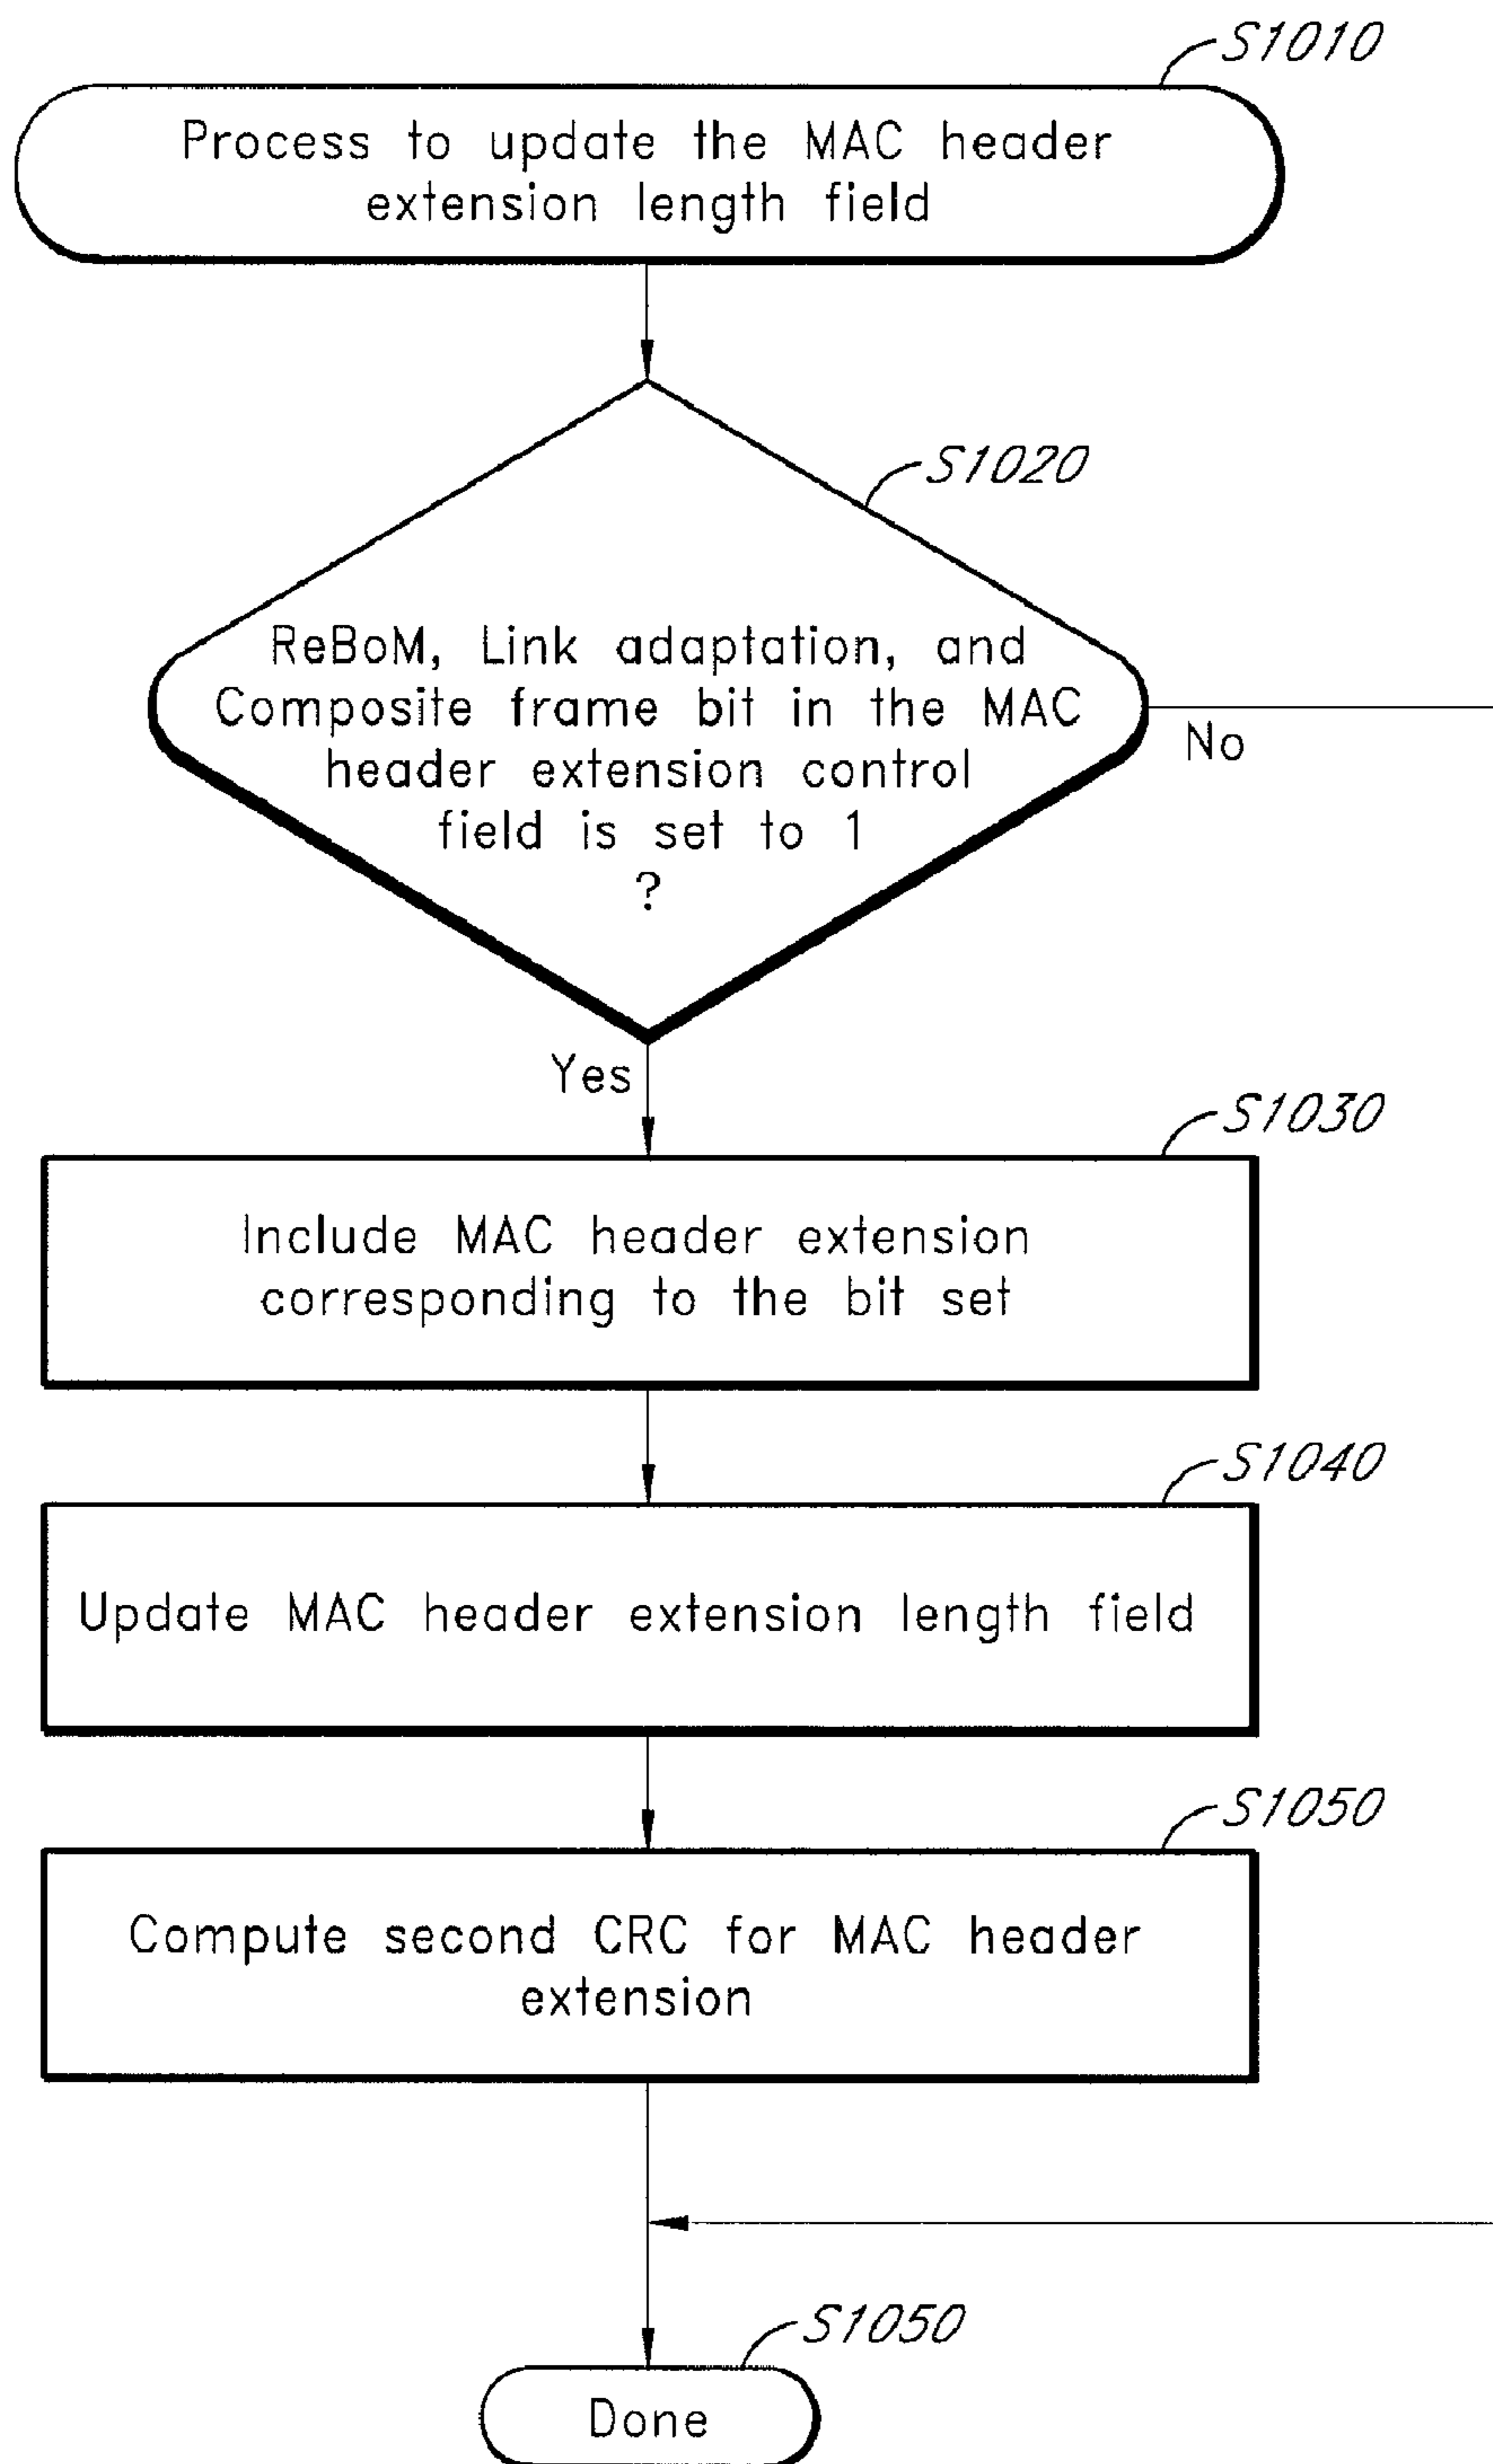 S1010
Process to update the MAC header
extension length field
S1020
ReBoM, Link adaptation, and
Composite frame bit in the MAC
header extension control
field is set to 1
?
No
Yes
S1030
Include MAC header extension
corresponding to the bit set
S1040
Update MAC header extension length field
S1050
Compute second CRC for MAC header
extension
S1050
Done